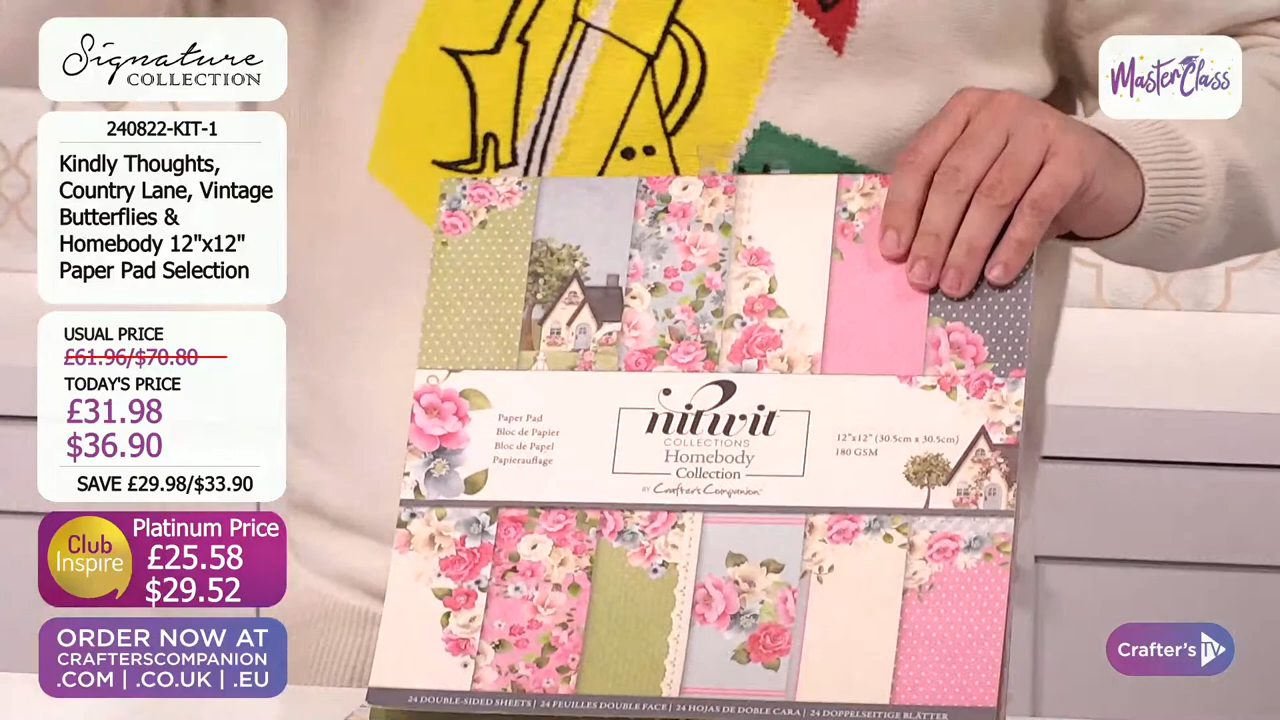 Signature
COLLECTION
240822-KIT-1
Kindly Thoughts,
Country Lane, Vintage
Butterflies &
Homebody 12"x12"
Paper Pad Selection
USUAL PRICE
£61.96/$70.80
TODAY'S PRICE
£31.98
$36.90
SAVE £29.98/$33.90
Club
Inspire
Platinum Price
£25.58
$29.52
ORDER NOW AT
CRAFTERSCOMPANION
.COM | .CO.UK | .EU
MasterClass
Paper Pad
Bloc de Papier
Bloc de Papel
Papierauflage
nitwit
COLLECTIONS
Homebody
Collection
BY Crafter's Companion
12"x12" (30.5cm x 30.5cm)
180 GSM
24 DOUBLE-SIDED SHEETS | 24 FEUILLES DOUBLE FACE | 24 HOJAS DE DOBLE CARA | 24 DOPPELSEITIGE BLÄTTER
Crafter's TV